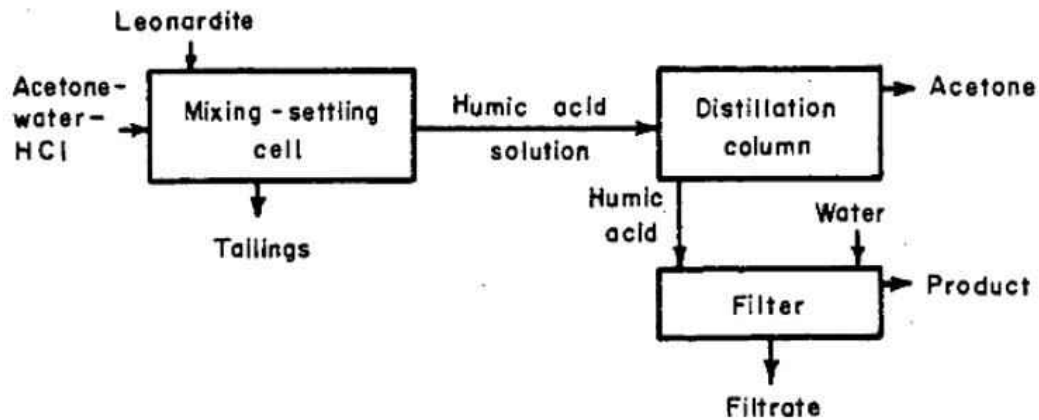 Leonardite
Acetone-
water-
HCl
Mixing-settling
cell
Tailings
Humic acid
solution
Distillation
column
Acetone
Humic
acid
Water
Filter
Product
Filtrate